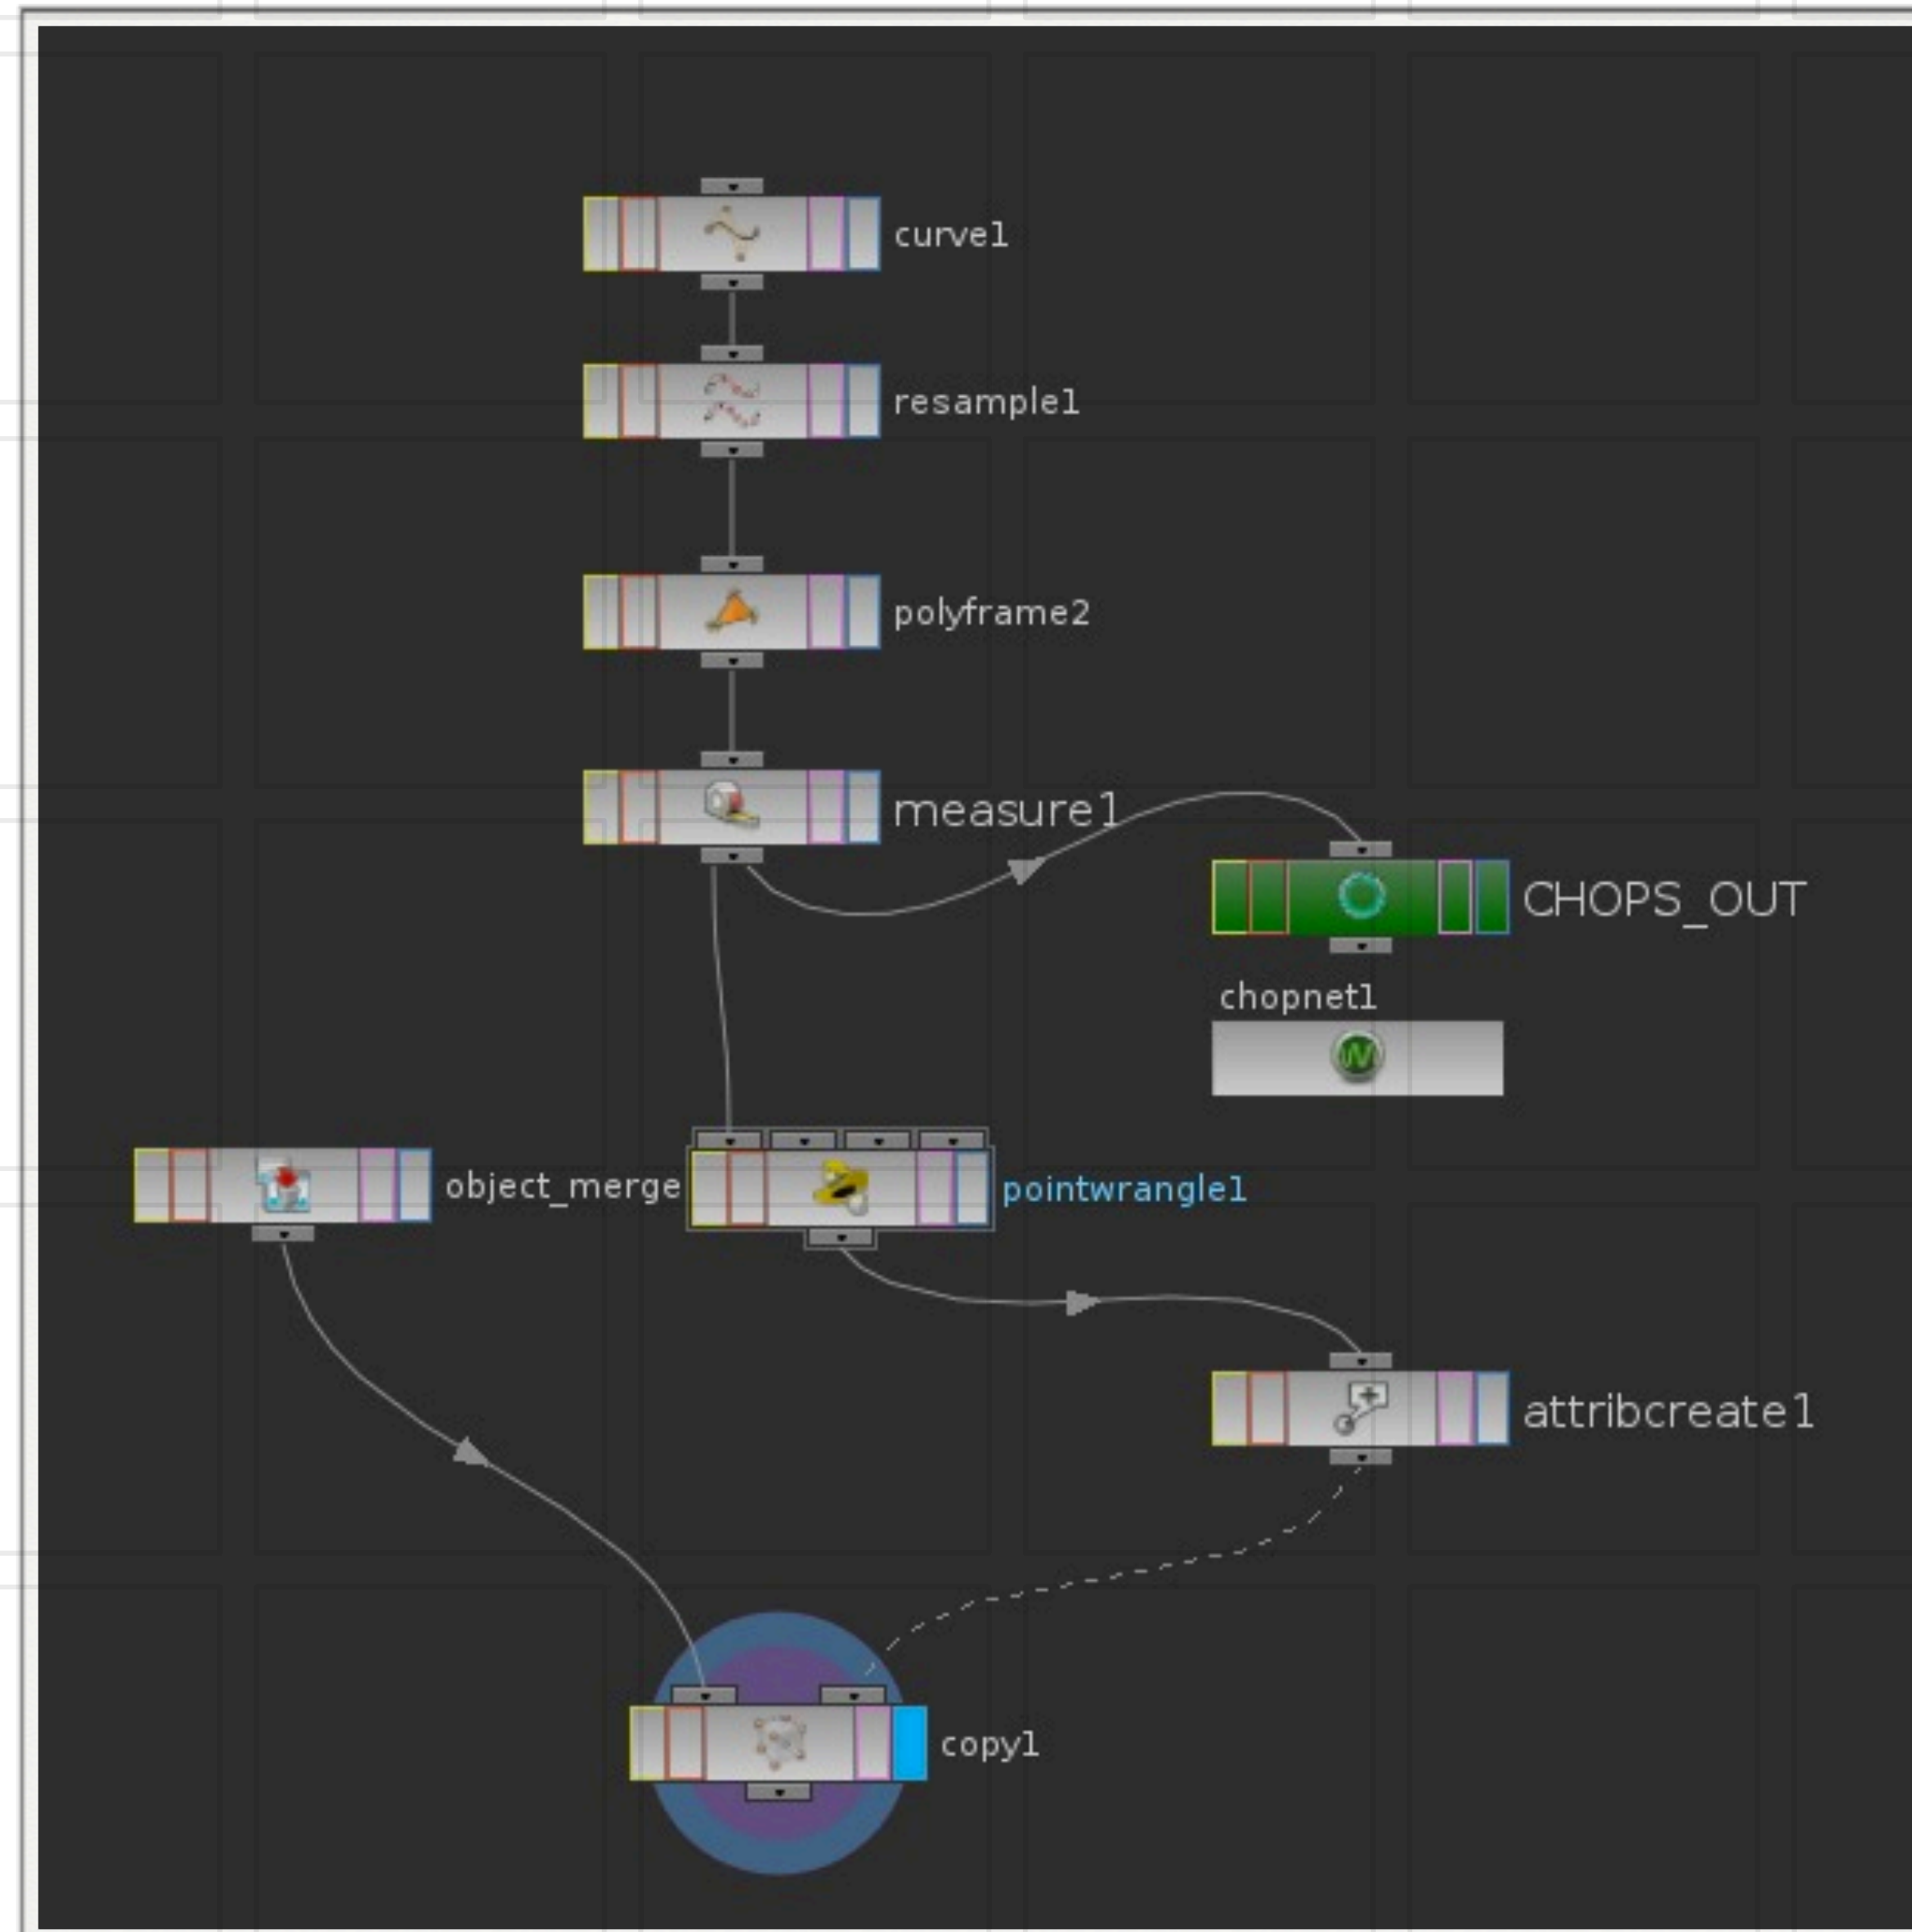 curve1
resample1
polyframe2
measure1
CHOPS_OUT
chopnet1
object_merge
pointwrangle1
attribcreate1
copy1